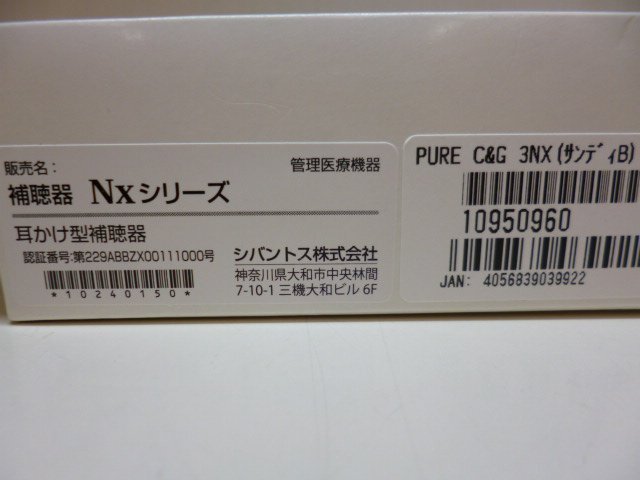 販売名:
管理医療機器
補聴器 Nxシリーズ
耳かけ型補聴器
認証番号:第229ABBZX00111000号
*10240150*
シバントス株式会社
神奈川県大和市中央林間
7-10-1 三機大和ビル 6F
PURE C&G 3NX(ｻﾝﾃﾞｨB)
10950960
JAN: 4056839039922